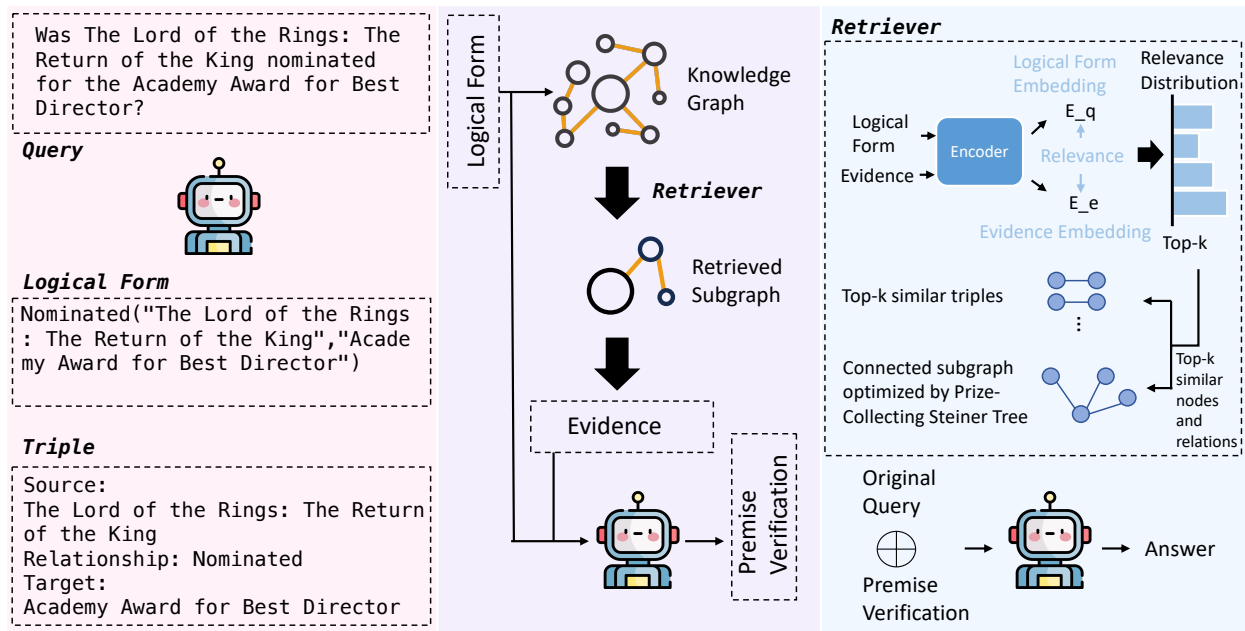 Was The Lord of the Rings: The
Return of the King nominated
for the Academy Award for Best
Director?
Query
Logical Form
Nominated("The Lord of the Rings
: The Return of the King","Acade
my Award for Best Director")
Triple
Source:
The Lord of the Rings: The Return
of the King
Relationship: Nominated
Target:
Academy Award for Best Director
Logical Form
Knowledge
Graph
Retriever
Retrieved
Subgraph
Evidence
Premise
Verification
Retriever
Logical Form
Embedding
Relevance
Distribution
Logical
Form
Evidence
Encoder
E_q
Relevance
E_e
Evidence Embedding
Top-k
Top-k similar triples
...
Connected subgraph
optimized by Prize-
Collecting Steiner Tree
Top-k
similar
nodes
and
relations
Original
Query
Premise
Verification
Answer